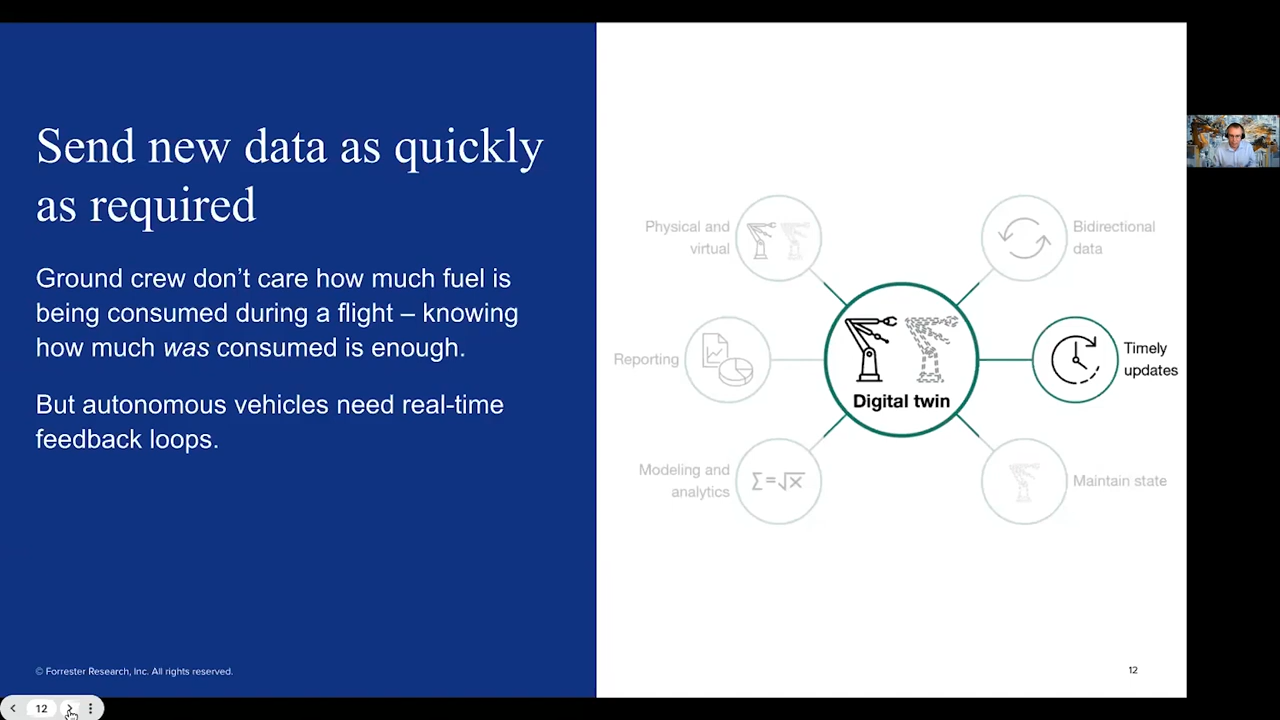 Send new data as quickly
as required
Ground crew don’t care how much fuel is
being consumed during a flight – knowing
how much was consumed is enough.
But autonomous vehicles need real-time
feedback loops.
© Forrester Research, Inc. All rights reserved.
Physical and
virtual
Bidirectional
data
Reporting
Timely
updates
Digital twin
Modeling and
analytics
Σ=√x
Maintain state
12
12